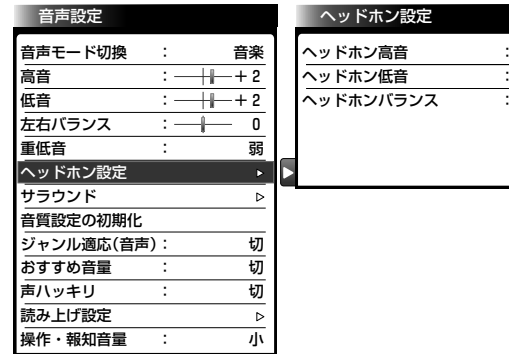 音声設定
音声モード切換 : 音楽
高音 : +2
低音 : +2
左右バランス : 0
重低音 : 弱
ヘッドホン設定
サラウンド
音質設定の初期化
ジャンル適応(音声) : 切
おすすめ音量 : 切
声ハッキリ : 切
読み上げ設定
操作・報知音量 : 小
ヘッドホン設定
ヘッドホン高音 :
ヘッドホン低音 :
ヘッドホンバランス :